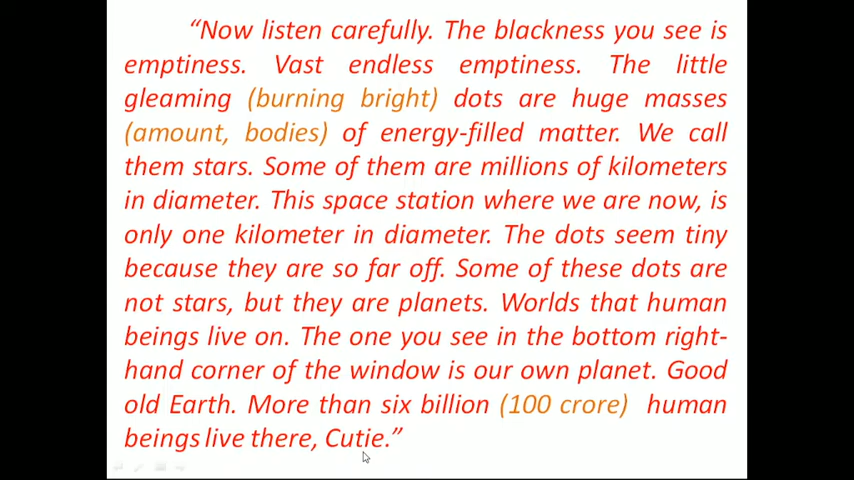 “Now listen carefully. The blackness you see is
emptiness. Vast endless emptiness. The little
gleaming (burning bright) dots are huge masses
(amount, bodies) of energy-filled matter. We call
them stars. Some of them are millions of kilometers
in diameter. This space station where we are now, is
only one kilometer in diameter. The dots seem tiny
because they are so far off. Some of these dots are
not stars, but they are planets. Worlds that human
beings live on. The one you see in the bottom right-
hand corner of the window is our own planet. Good
old Earth. More than six billion (100 crore) human
beings live there, Cutie.”